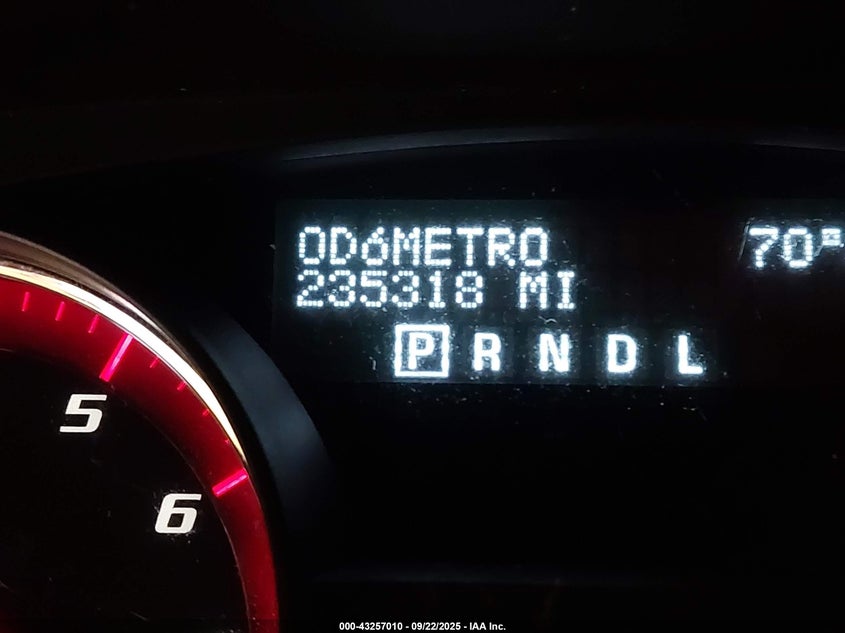 ODóMETRO 70°
235318 MI
P R N D L
5
6
000-43257010 - 09/22/2025 - IAA Inc.